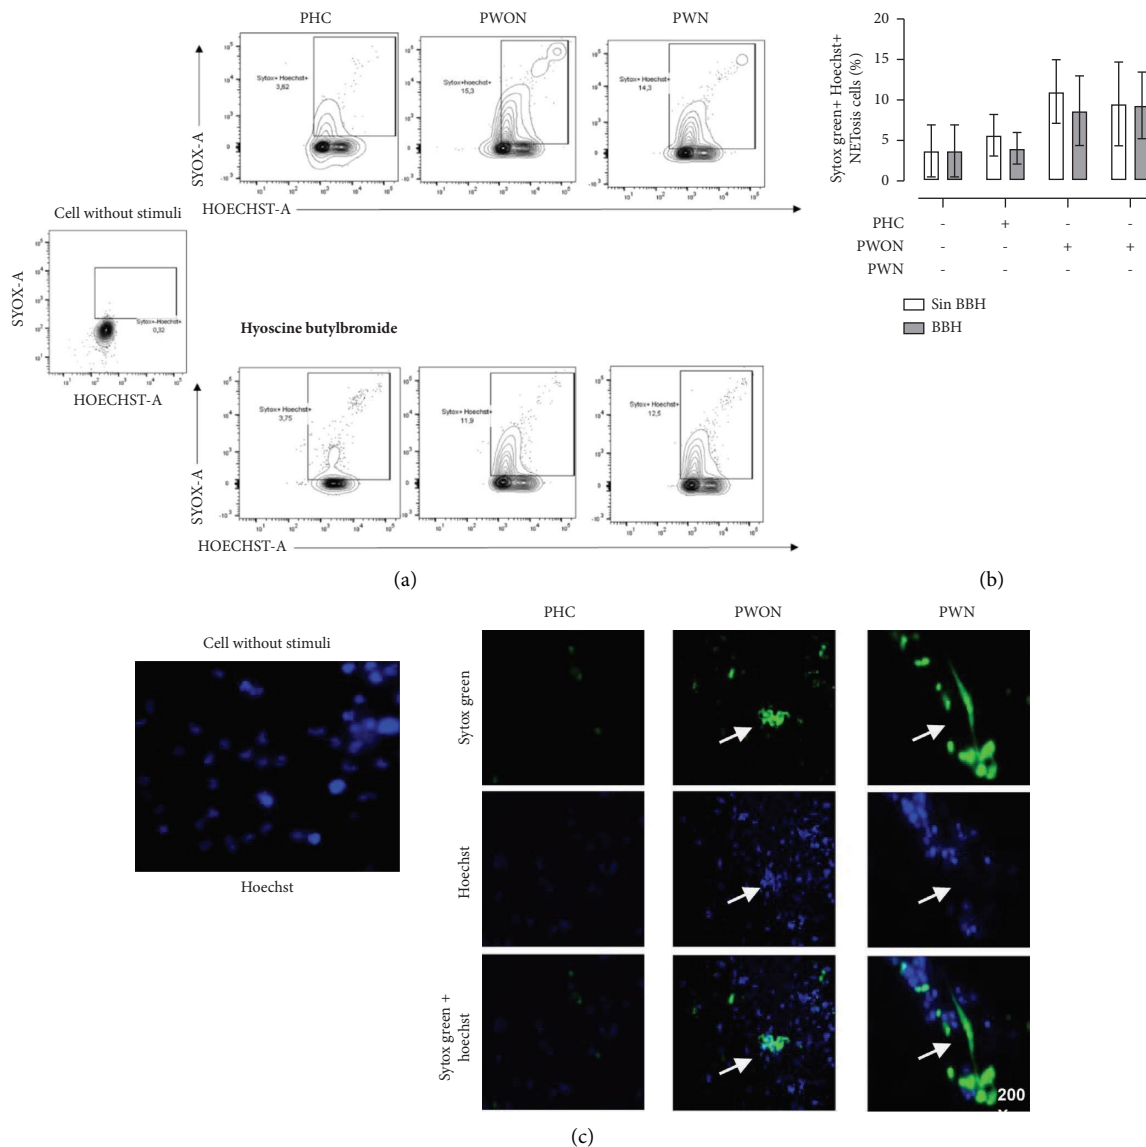 PHC
PWON
PWN
Sytox+ Hoechst+
3,62
Sytox+hoechst+
15,3
Sytox+ Hoechst+
14,3
SYOX-A
HOECHST-A
Cell without stimuli
SYOX-A
Sytox+-Hoechst+
0,32
HOECHST-A
Hyoscine butylbromide
Sytox+ Hoechst+
3,75
Sytox+ Hoechst+
11,9
Sytox+ Hoechst+
12,5
SYOX-A
HOECHST-A
(a)
Sytox green+ Hoechst+
NETosis cells (%)
20
15
10
5
0
PHC - + - -
PWON - - + +
PWN - - - -
Sin BBH
BBH
(b)
Cell without stimuli
Hoechst
PHC
PWON
PWN
Sytox green
Hoechst
Sytox green +
hoechst
200
(c)